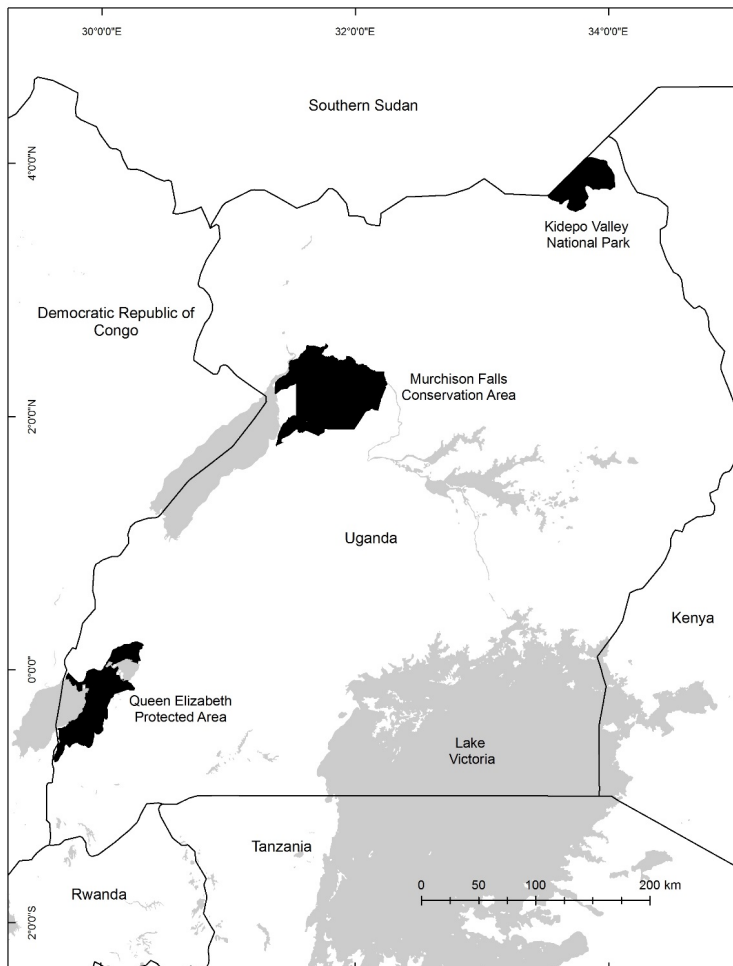 30°0'0"E
32°0'0"E
34°0'0"E
Southern Sudan
4°0'0"N
Kidepo Valley
National Park
Democratic Republic of
Congo
Murchison Falls
Conservation Area
2°0'0"N
Uganda
Kenya
0°0'0"
Queen Elizabeth
Protected Area
Lake
Victoria
Tanzania
Rwanda
0 50 100 200 km
2°0'0"S